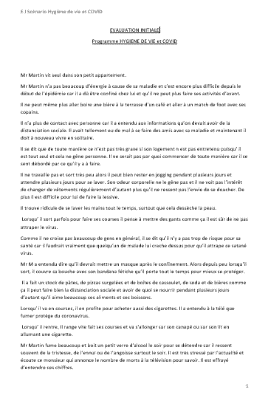 E.I Scénario Hygiène de vie et COVID
EVALUATION INITIALE
Programme HYGIENE DE VIE et COVID
Mr Martin vit seul dans son petit appartement.
Mr Martin n'a pas beaucoup d'énergie à cause de sa maladie et c'est encore plus difficile depuis le
début de l'épidémie car il a dû être confiné chez lui et qu'il ne peut plus faire ses activités d'avant.
Il ne peut même plus aller boire une bière à la terrasse d'un café et aller à un match de foot avec ses
copains.
Il n'a plus de contact avec personne car il a entendu aux informations qu'on devait avoir de la
distanciation sociale. Il avait tellement eu de mal à se faire des amis avec sa maladie et maintenant il
doit à nouveau vivre en solitaire.
Il se dit que de toute manière ce n'est pas très grave si son logement n'est pas entretenu puisqu'il
est tout seul et cela ne gêne personne. Il ne serait pas par quoi commencer de toute manière car il se
sent débordé par ce qu'il y a à faire.
Il ne travaille pas et sort très peu alors il peut bien rester en jogging pendant plusieurs jours et
attendre plusieurs jours pour se laver. Son odeur corporelle ne le gêne pas et il ne voit pas l'intérêt
de changer de vêtements régulièrement d'autant plus qu'il ne ressent pas l'envie de se doucher. De
plus il est difficile pour lui de faire la lessive.
Il trouve ridicule de se laver les mains tout le temps, surtout que cela dessèche la peau.
Lorsqu'il sort parfois pour faire ses courses il pense à mettre des gants comme ça il est sûr de ne pas
attraper le virus.
Comme il ne croise pas beaucoup de gens en général, il se dit qu'il n'y a pas trop de risque pour sa
santé car il faudrait vraiment que quelqu'un de malade lui crache dessus pour qu'il attrape ce satané
virus.
Mr M a entendu dire qu'il devait mettre un masque après le confinement. Alors depuis peu lorsqu'il
sort, il couvre sa bouche avec son bandana fétiche qu'il porte tout le temps pour mieux se protéger.
Il a fait un stock de pâtes, de pizzas surgelées et de boîtes de cassoulet, de coda et de bières comme
ça il peut faire bien la distanciation sociale et avoir de quoi se nourrir pendant plusieurs jours
d'autant qu'il aime beaucoup ces aliments et ces boissons.
Lorsqu'il va en courses, il en profite pour acheter aussi des cigarettes. Il a entendu à la télé que
fumer protège du coronavirus.
Lorsqu'il rentre, il range vite fait ses courses et va s'allonger sur son canapé ou sur son lit en
allumant une cigarette.
Mr Martin fume beaucoup et boit un petit verre d'alcool le soir pour se détendre car il ressent
souvent de la tristesse, de l'ennui ou de l'angoisse surtout le soir. Il est très stressé par l'actualité et
écoute ce monsieur qui annonce le nombre de morts à la télévision pour savoir. Il est effrayé
d'entendre ces chiffres.
1